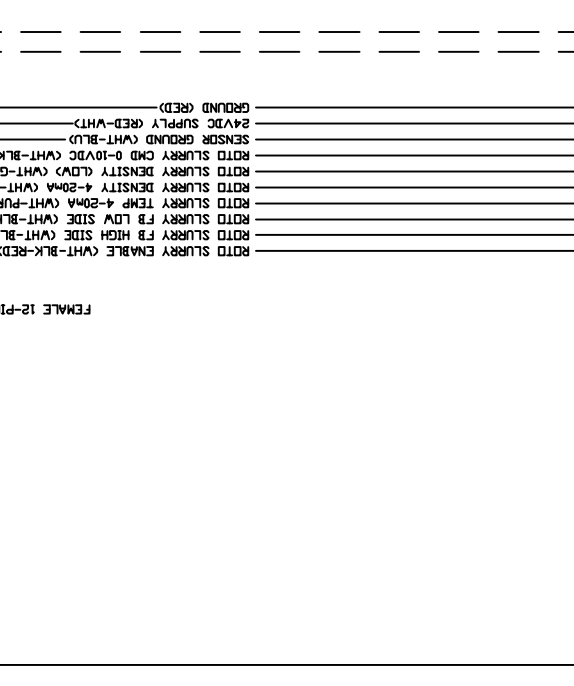 FEMALE 12-PI
ROTO SLURRY ENABLE (WHT-BLK-RED)
ROTO SLURRY FB HIGH SIDE (WHT-BL
ROTO SLURRY FB LOW SIDE (WHT-BL
ROTO SLURRY TEMP 4-20mA (WHT-PUR
ROTO SLURRY DENSITY 4-20mA (WHT-
ROTO SLURRY DENSITY (LOW) (WHT-G
ROTO SLURRY CMD 0-10VDC (WHT-BLK
SENSOR GROUND (WHT-BLU)
24VDC SUPPLY (RED-WHT)
GROUND (RED)